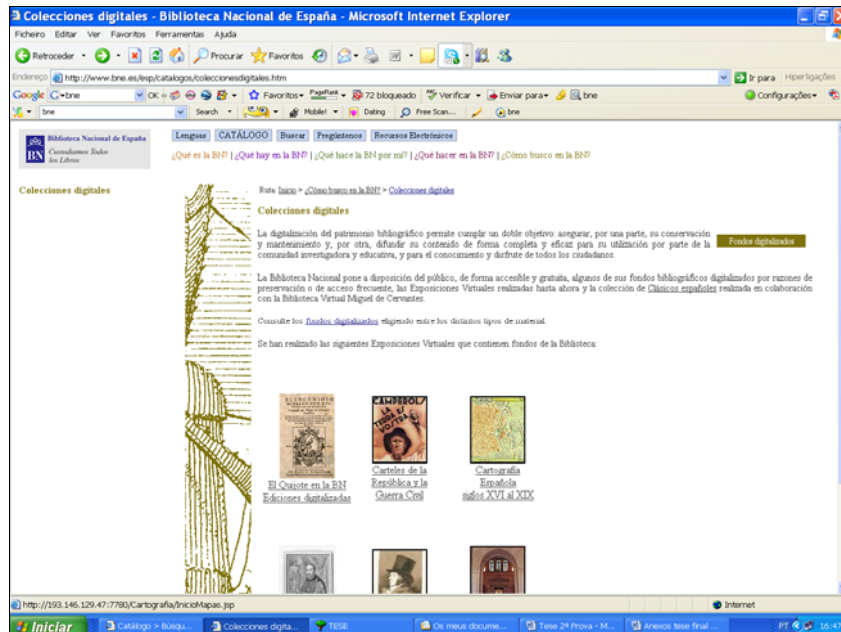 Colecciones digitales - Biblioteca Nacional de España - Microsoft Internet Explorer
Ficheiro Editar Ver Favoritos Ferramentas Ajuda
Retroceder Procurar Favoritos
Endereço http://www.bne.es/esp/catalogos/coleccionesdigitales.htm Ir para Hiperligações
Google bne OK Favoritos PageRank 72 bloqueado Verificar Enviar para bne Configurações
bne Search Mobile! Dating Free Scan... bne
Biblioteca Nacional de España
BN Custodiamos Todos
los Libros
Lenguas CATÁLOGO Buscar Pregúntenos Recursos Electrónicos
¿Qué es la BN? | ¿Qué hay en la BN? | ¿Qué hace la BN por mí? | ¿Qué hacer en la BN? | ¿Cómo busco en la BN?
Colecciones digitales
Ruta: Inicio > ¿Cómo busco en la BN? > Colecciones digitales
Colecciones digitales
La digitalización del patrimonio bibliográfico permite cumplir un doble objetivo: asegurar, por una parte, su conservación
y mantenimiento y, por otra, difundir su contenido de forma completa y eficaz para su utilización por parte de la
comunidad investigadora y educativa, y para el conocimiento y disfrute de todos los ciudadanos.
Fondos digitalizados
La Biblioteca Nacional pone a disposición del público, de forma accesible y gratuita, algunos de sus fondos bibliográficos digitalizados por razones de
preservación o de acceso frecuente, las Exposiciones Virtuales realizadas hasta ahora y la colección de Clásicos españoles realizada en colaboración
con la Biblioteca Virtual Miguel de Cervantes.
Consulte los fondos digitalizados eligiendo entre los distintos tipos de material.
Se han realizado las siguientes Exposiciones Virtuales que contienen fondos de la Biblioteca:
EL INGENIOSO
CAMPEROLS
LA
TERRA ES
VOSTRA
El Quijote en la BN
Ediciones digitalizadas
Carteles de la
República y la
Guerra Civil
Cartografía
Española
siglos XVI al XIX
http://193.146.129.47:7780/Cartografia/InicioMapas.jsp Internet
Iniciar Catálogo > Búsqu... Colecciones digita... TESE Os meus docume... Tese 2ª Prova - M... Anexos tese final ... PT 16:47